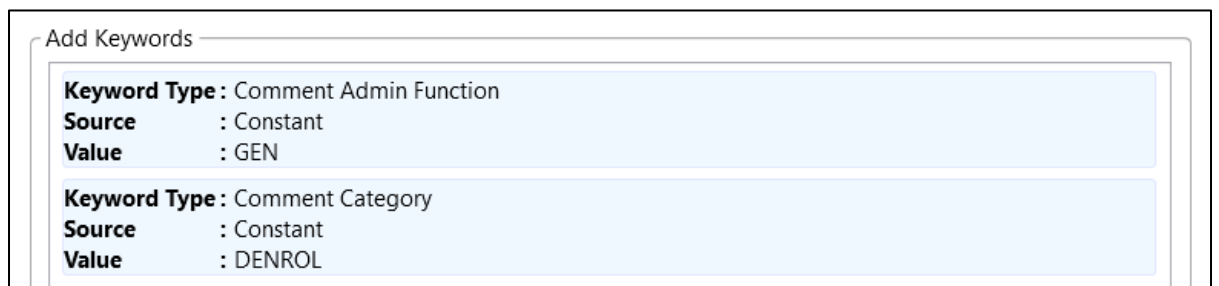 Add Keywords
Keyword Type : Comment Admin Function
Source : Constant
Value : GEN
Keyword Type : Comment Category
Source : Constant
Value : DENROL